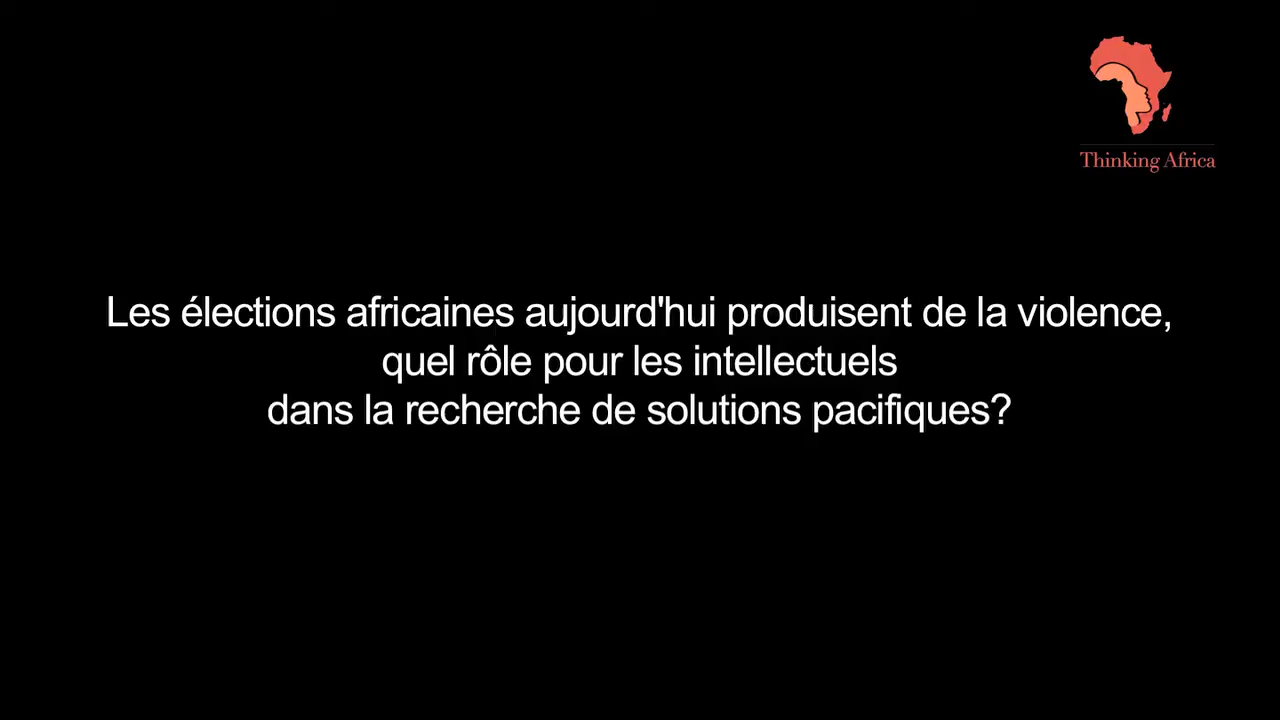 Thinking Africa
Les élections africaines aujourd'hui produisent de la violence,
quel rôle pour les intellectuels
dans la recherche de solutions pacifiques?